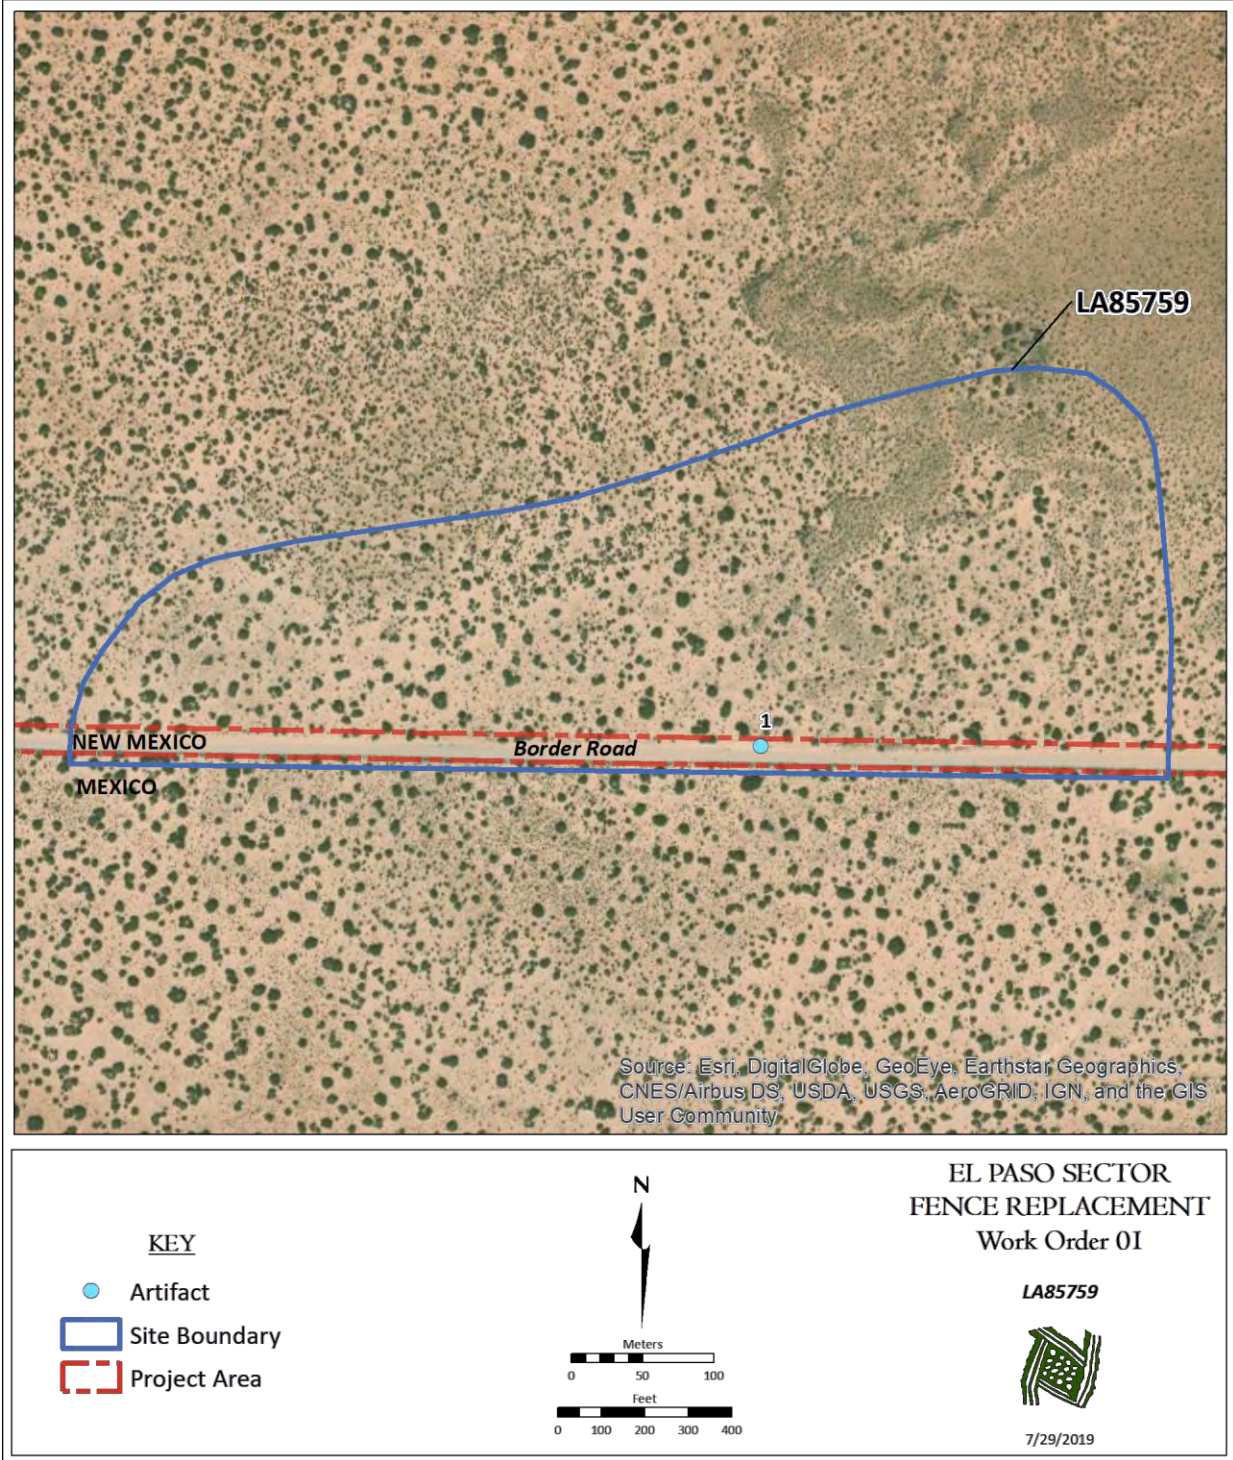 LA85759
1
NEW MEXICO
Border Road
MEXICO
Source: Esri, DigitalGlobe, GeoEye, Earthstar Geographics,
CNES/Airbus DS, USDA, USGS, AeroGRID, IGN, and the GIS
User Community
KEY
Artifact
Site Boundary
Project Area
N
Meters
0 50 100
Feet
0 100 200 300 400
EL PASO SECTOR
FENCE REPLACEMENT
Work Order 01
LA85759
7/29/2019